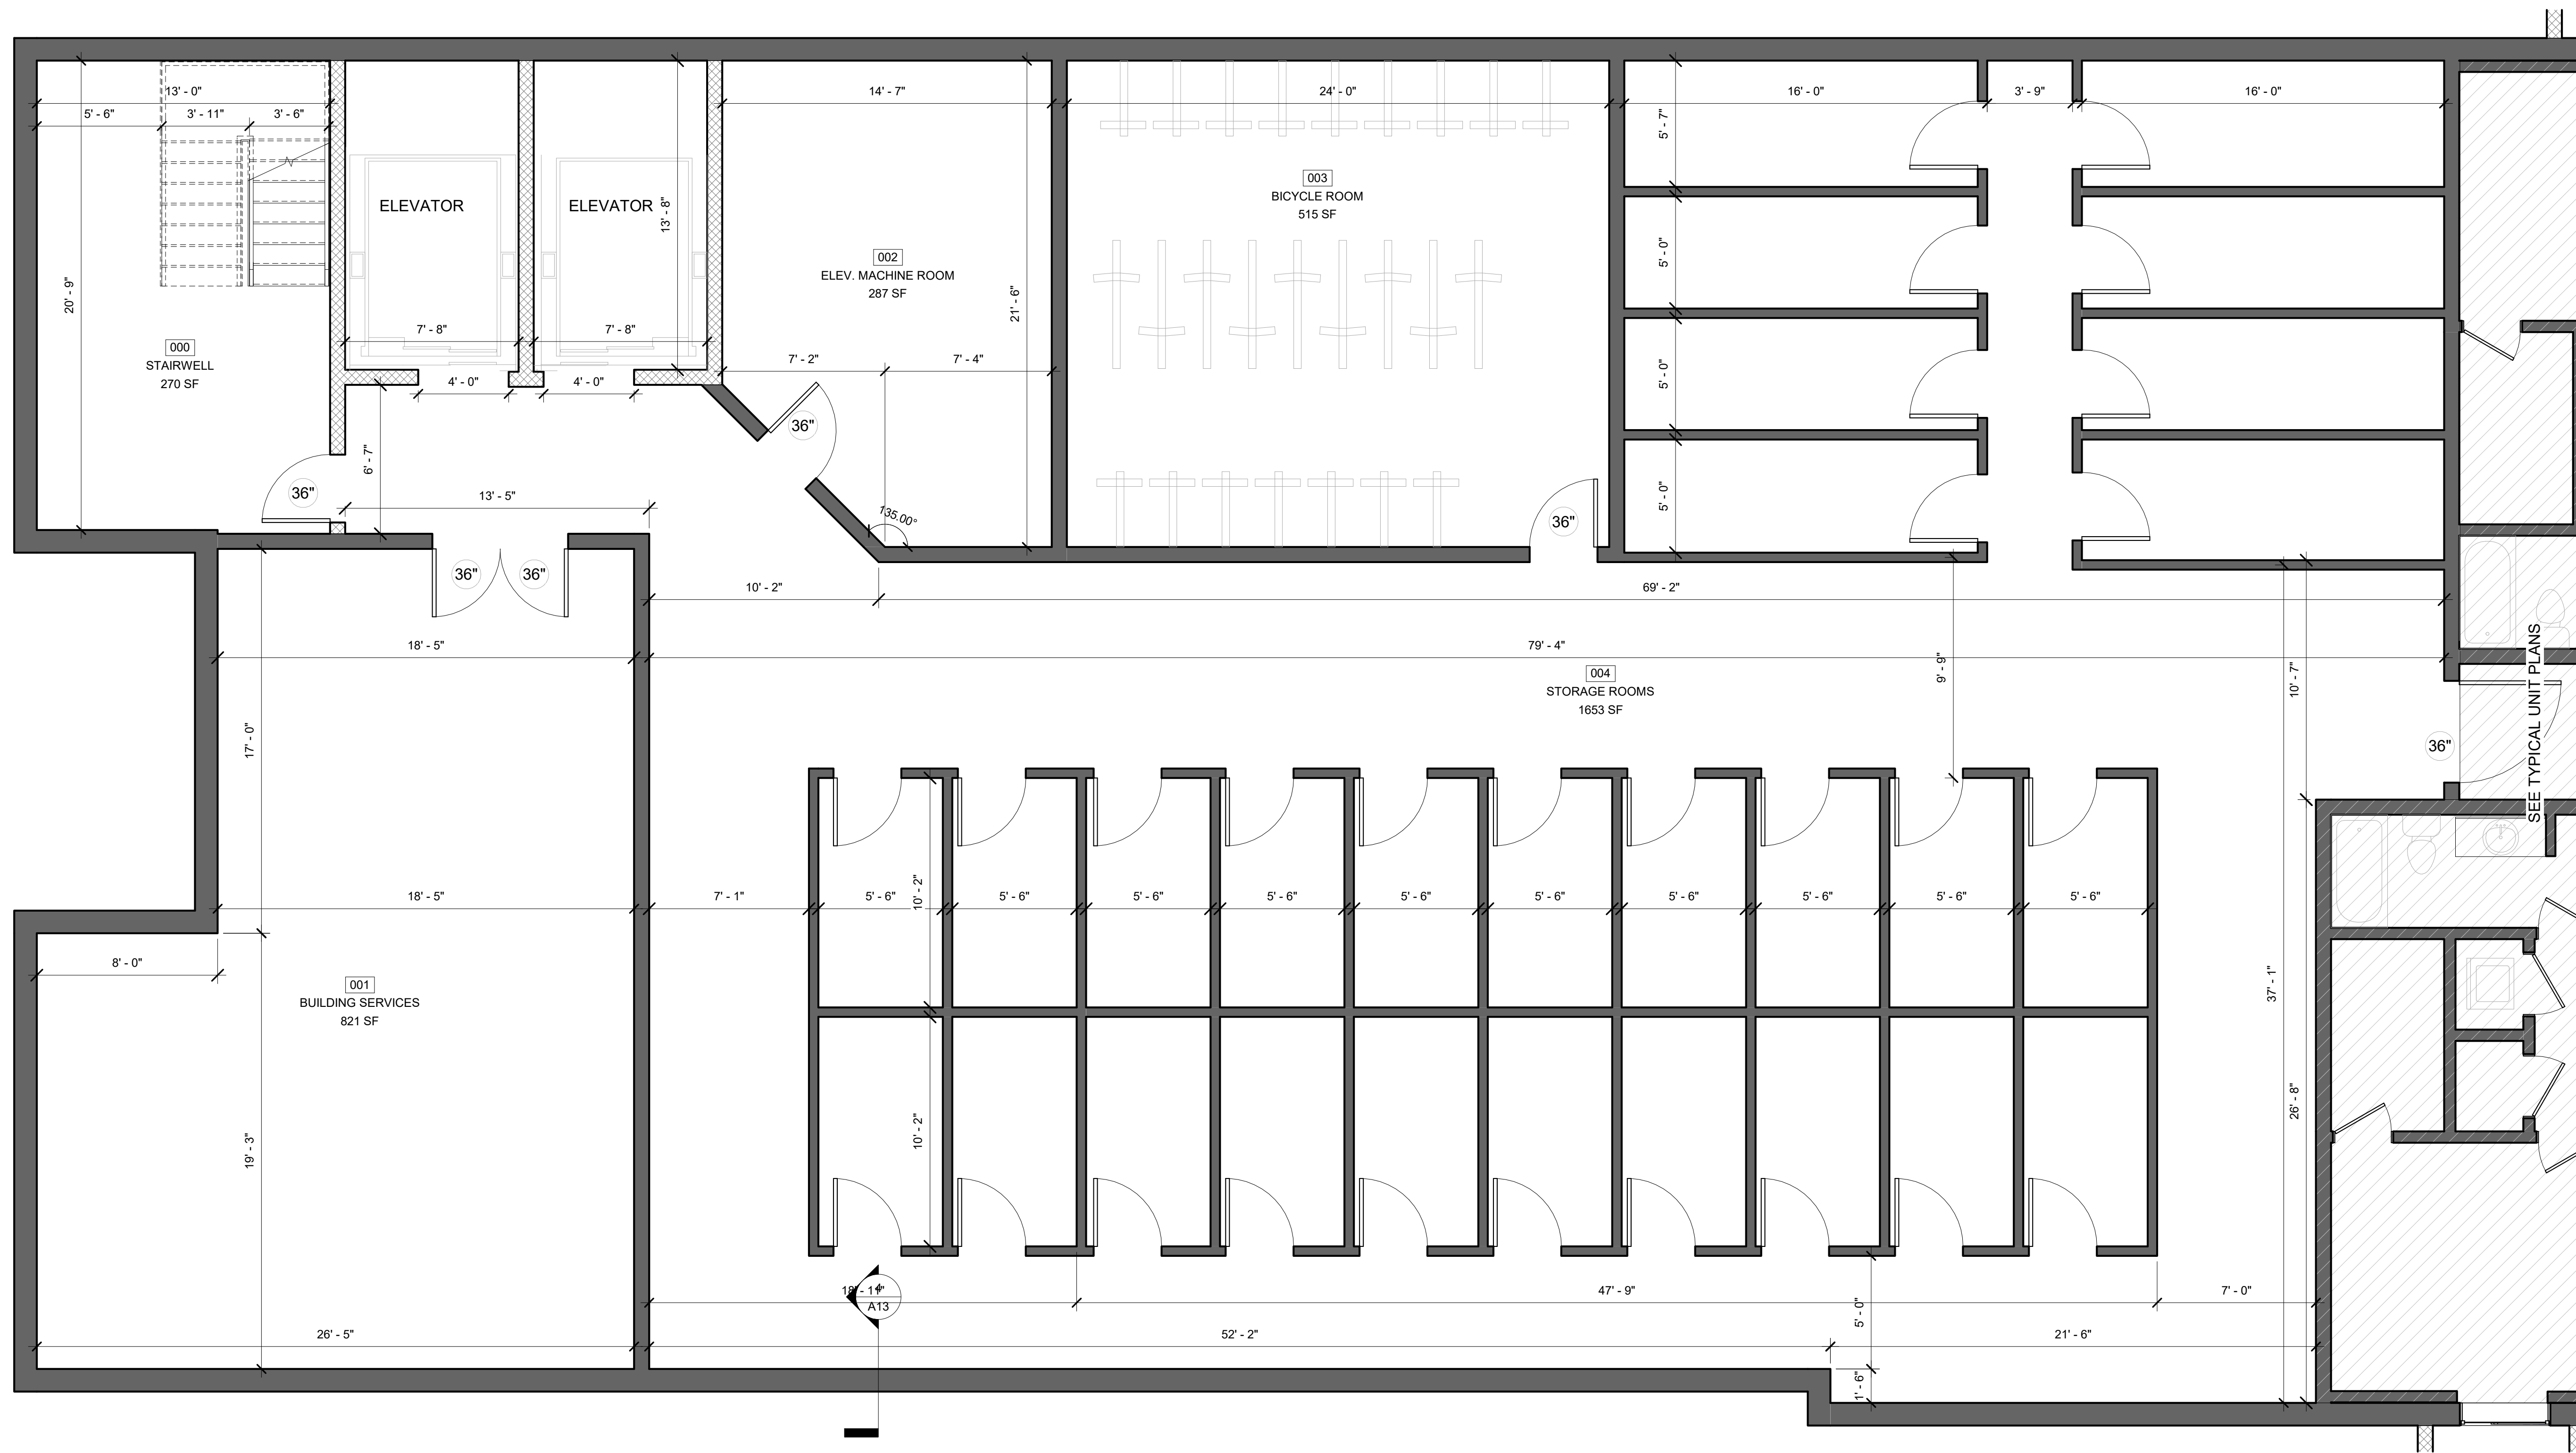 13' - 0"
14' - 7"
24' - 0"
16' - 0"
3' - 9"
16' - 0"
5' - 6"
3' - 11"
3' - 6"
5' - 7"
003
BICYCLE ROOM
515 SF
ELEVATOR
ELEVATOR
13' - 8"
002
ELEV. MACHINE ROOM
287 SF
5' - 0"
20' - 9"
21' - 6"
7' - 8"
7' - 8"
000
STAIRWELL
270 SF
7' - 2"
7' - 4"
4' - 0"
4' - 0"
5' - 0"
36"
6' - 7"
36"
13' - 5"
5' - 0"
135.00°
36"
36"
36"
10' - 2"
69' - 2"
18' - 5"
79' - 4"
004
STORAGE ROOMS
1653 SF
9' - 9"
10' - 7"
SEE TYPICAL UNIT PLANS
17' - 0"
36"
18' - 5"
7' - 1"
5' - 6"
10' - 2"
5' - 6"
5' - 6"
5' - 6"
5' - 6"
5' - 6"
5' - 6"
5' - 6"
5' - 6"
5' - 6"
8' - 0"
001
BUILDING SERVICES
821 SF
37' - 1"
19' - 3"
10' - 2"
26' - 8"
18' - 11"
4
A13
47' - 9"
7' - 0"
5' - 0"
26' - 5"
52' - 2"
21' - 6"
1' - 6"